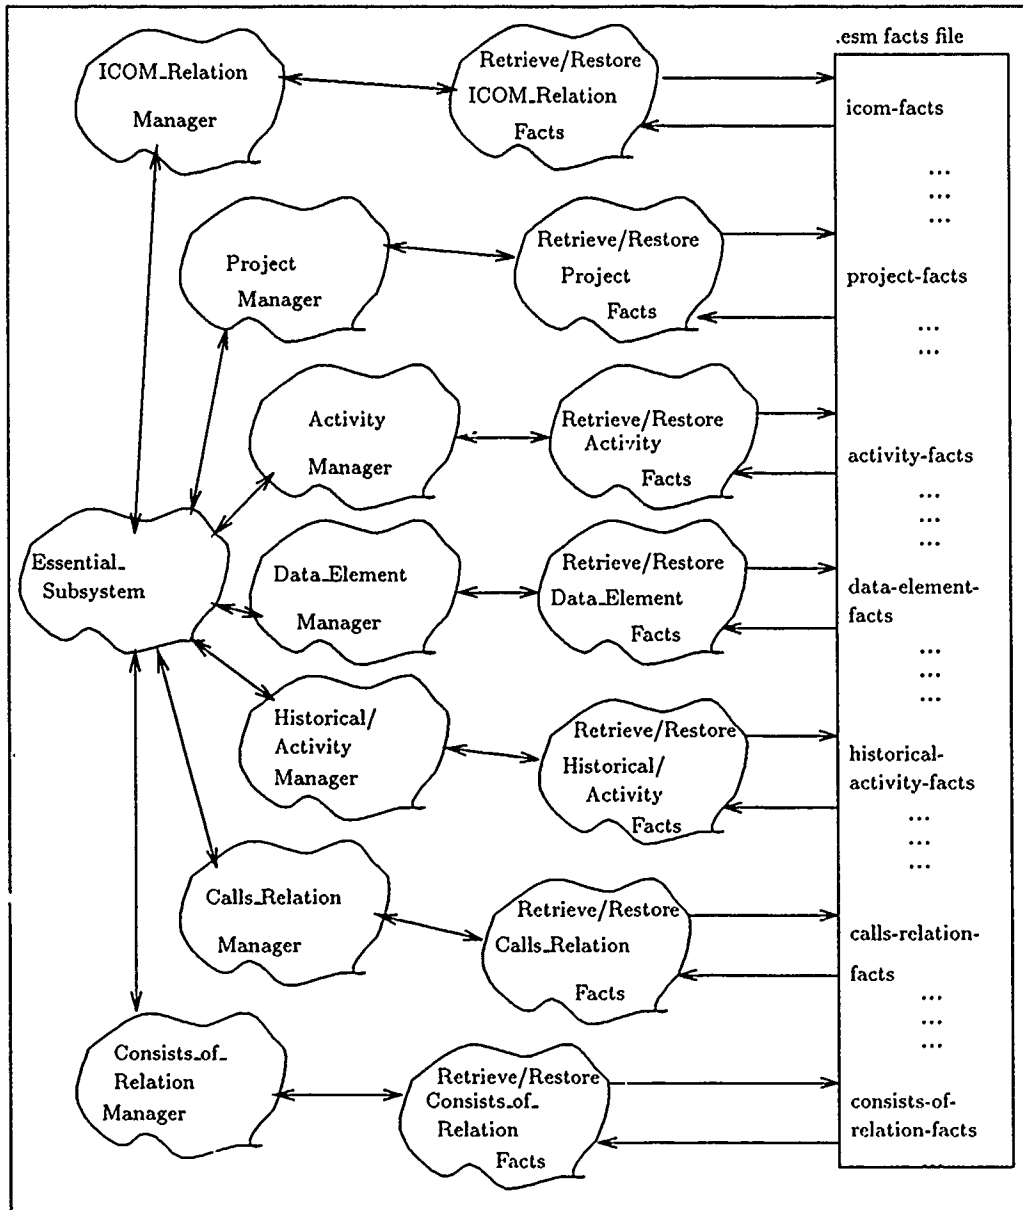 .esm facts file
ICOM_Relation
Manager
Retrieve/Restore
ICOM_Relation
Facts
icom-facts
...
...
...
Project
Manager
Retrieve/Restore
Project
Facts
project-facts
...
...
Activity
Manager
Retrieve/Restore
Activity
Facts
activity-facts
...
...
...
Essential_
Subsystem
Data_Element
Manager
Retrieve/Restore
Data_Element
Facts
data-element-
facts
...
...
...
Historical/
Activity
Manager
Retrieve/Restore
Historical/
Activity
Facts
historical-
activity-facts
...
...
...
Calls_Relation
Manager
Retrieve/Restore
Calls_Relation
Facts
calls-relation-
facts
...
...
...
Consists_of_
Relation
Manager
Retrieve/Restore
Consists_of_
Relation
Facts
consists-of-
relation-facts
...